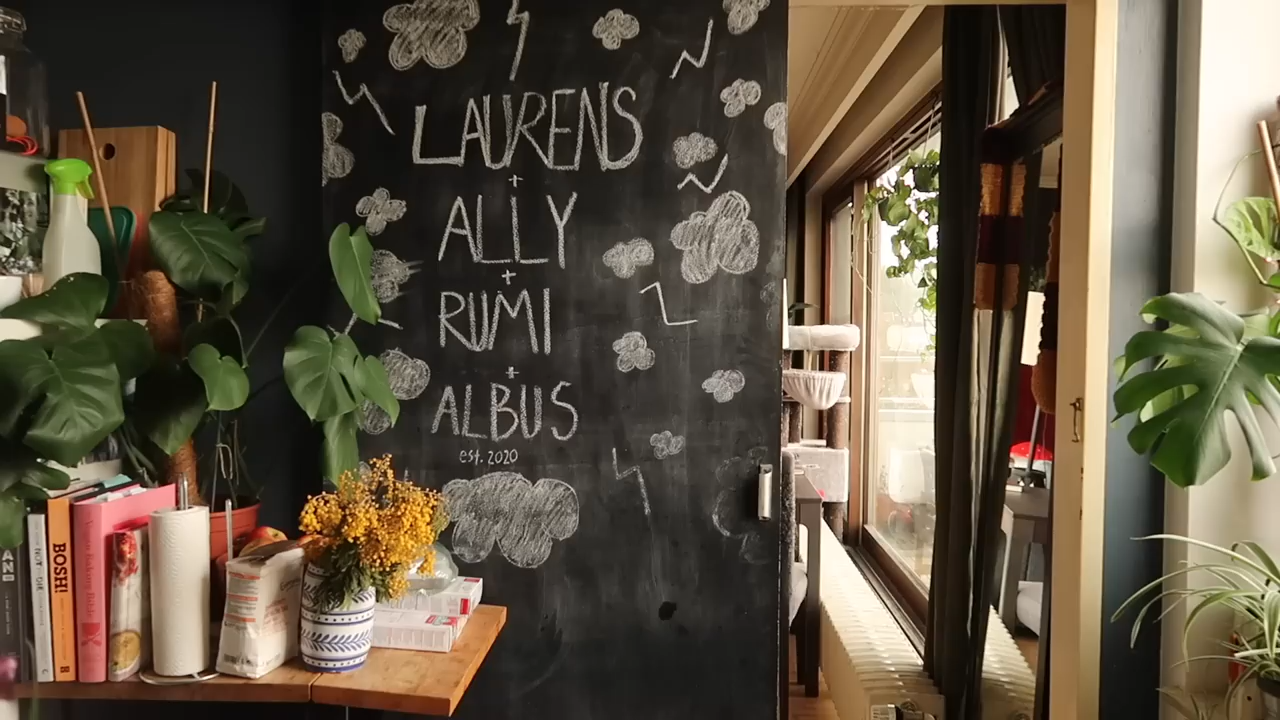 LAURENS
+
ALLY
+
RUMI
+
ALBUS
est. 2020
BOSH!